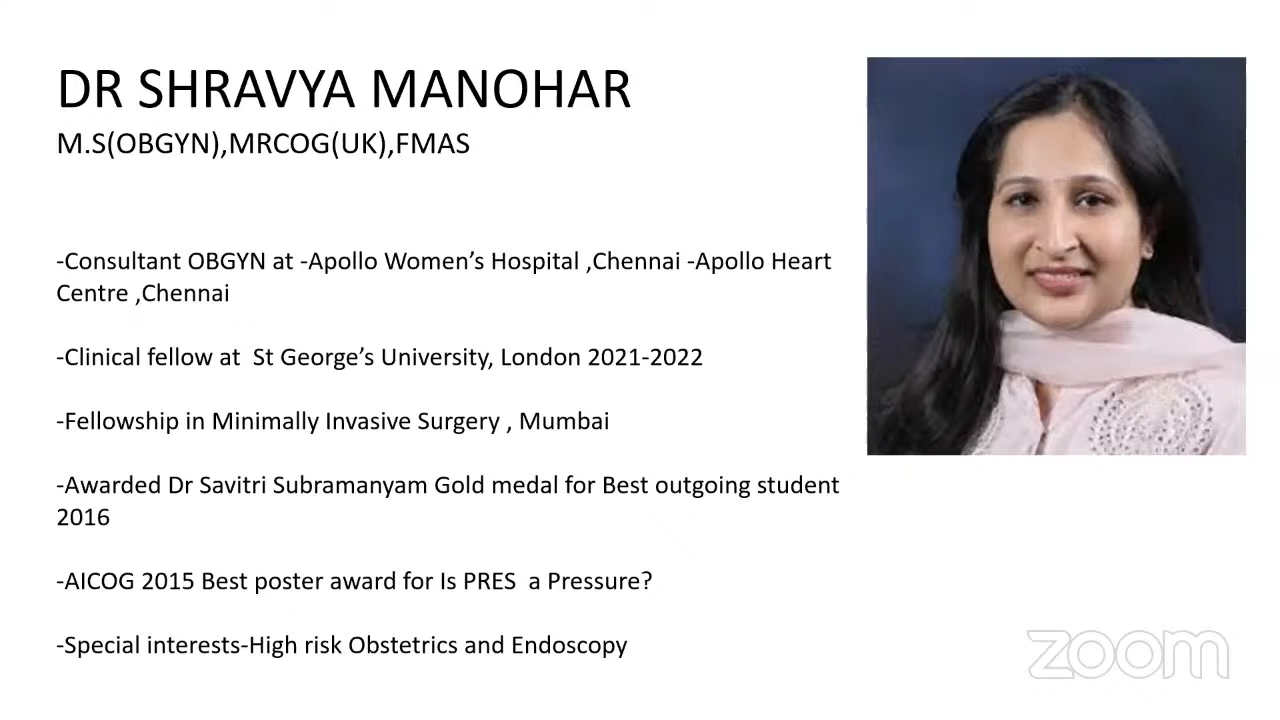 DR SHRAVYA MANOHAR
M.S(OBGYN),MRCOG(UK),FMAS
-Consultant OBGYN at -Apollo Women’s Hospital ,Chennai -Apollo Heart
Centre ,Chennai
-Clinical fellow at  St George’s University, London 2021-2022
-Fellowship in Minimally Invasive Surgery , Mumbai
-Awarded Dr Savitri Subramanyam Gold medal for Best outgoing student
2016
-AICOG 2015 Best poster award for Is PRES  a Pressure?
-Special interests-High risk Obstetrics and Endoscopy
zoom